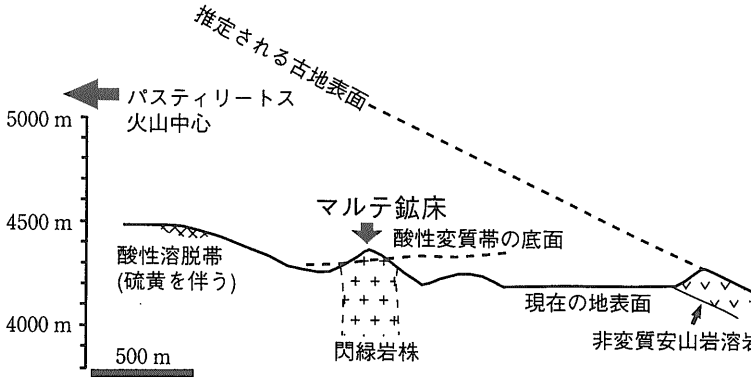 推定される古地表面
パスティリートス
火山中心
5000 m
マルテ鉱床
4500 m
酸性変質帯の底面
酸性溶脱帯
(硫黄を伴う)
現在の地表面
4000 m
閃緑岩株
非変質安山岩溶岩
500 m